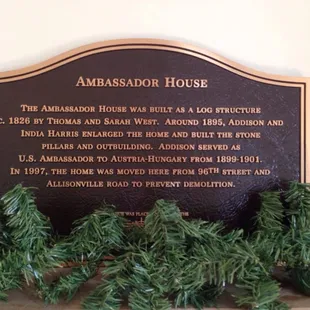 AMBASSADOR HOUSE
THE AMBASSADOR HOUSE WAS BUILT AS A LOG STRUCTURE
C. 1826 BY THOMAS AND SARAH WEST. AROUND 1895, ADDISON AND
INDIA HARRIS ENLARGED THE HOME AND BUILT THE STONE
PILLARS AND OUTBUILDING. ADDISON SERVED AS
U.S. AMBASSADOR TO AUSTRIA-HUNGARY FROM 1899-1901.
IN 1997, THE HOME WAS MOVED HERE FROM 96TH STREET AND
ALLISONVILLE ROAD TO PREVENT DEMOLITION.
WAS PLAC